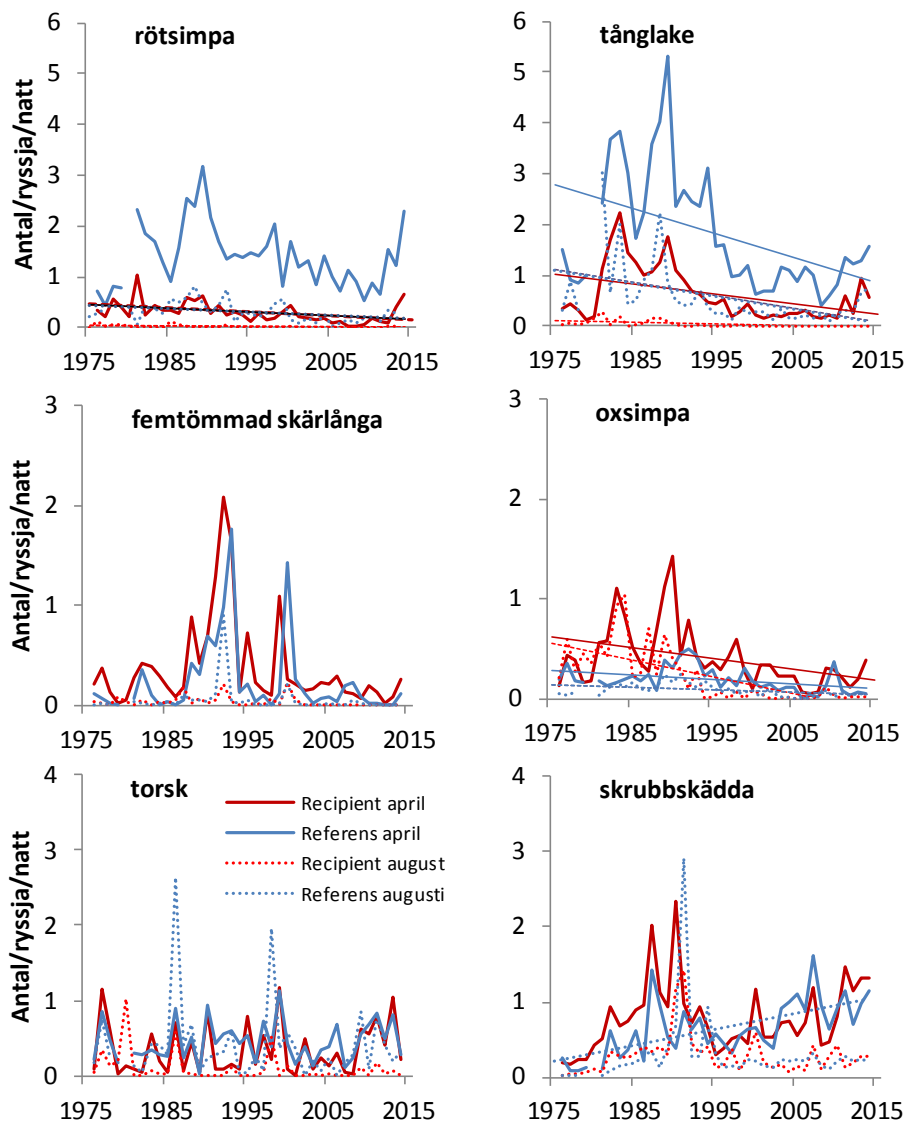 rötsimpa
tånglake
Antal/ryssja/natt
6
5
4
3
2
1
0
1975 1985 1995 2005 2015
6
5
4
3
2
1
0
1975 1985 1995 2005 2015
femtömmad skärlånga
oxsimpa
Antal/ryssja/natt
3
2
1
0
1975 1985 1995 2005 2015
3
2
1
0
1975 1985 1995 2005 2015
torsk
skrubbskädda
Antal/ryssja/natt
4
3
2
1
0
1975 1985 1995 2005 2015
Recipient april
Referens april
Recipient august
Referens augusti
4
3
2
1
0
1975 1985 1995 2005 2015